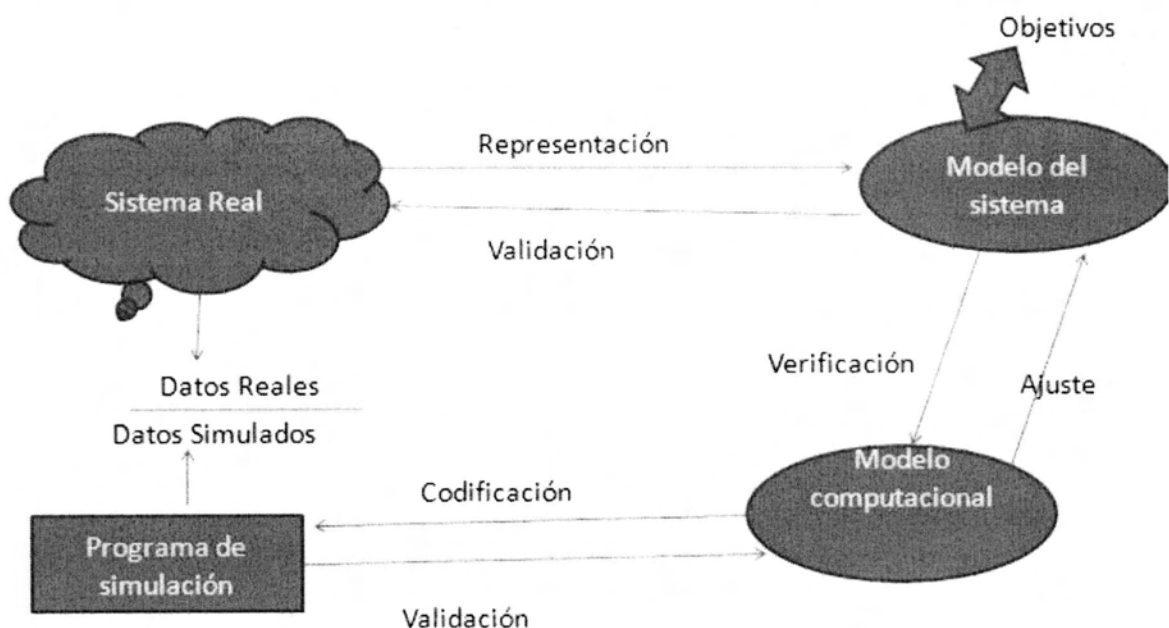 Objetivos
Representación
Modelo del
sistema
Sistema Real
Validación
Verificación
Ajuste
Datos Reales
Datos Simulados
Modelo
computacional
Codificación
Programa de
simulación
Validación